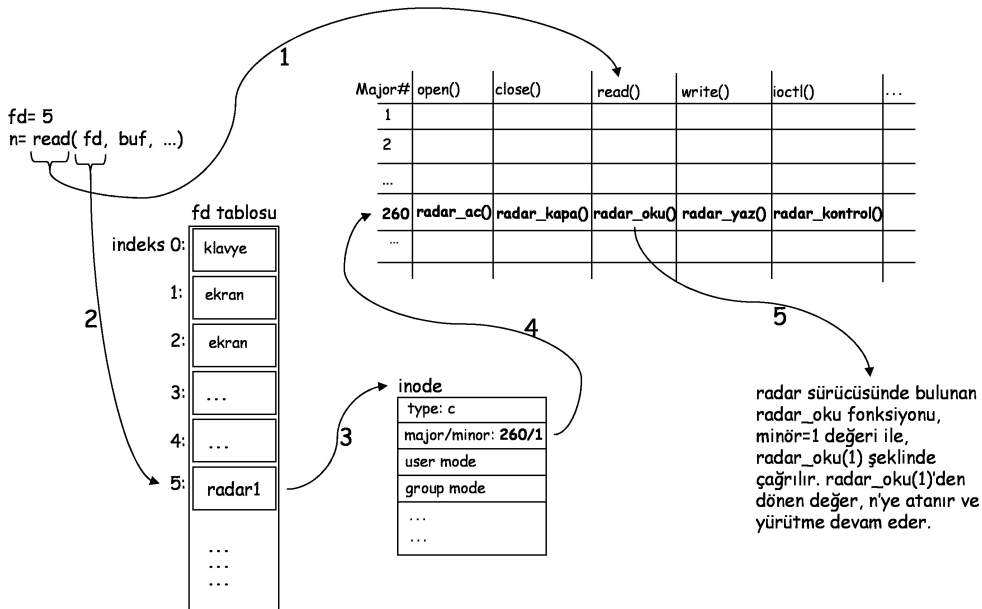 1
Major# open() close() read() write() ioctl() ...
1
2
...
260 radar_ac() radar_kapa() radar_oku() radar_yaz() radar_kontrol()
...
fd= 5
n= read( fd, buf, ...)
fd tablosu
indeks 0: klavye
1: ekran
2: ekran
3: ...
4: ...
5: radar1
...
...
...
2
3
inode
type: c
major/minor: 260/1
user mode
group mode
...
...
4
5
radar sürücüsünde bulunan
radar_oku fonksiyonu,
minör=1 değeri ile,
radar_oku(1) şeklinde
çağrılır. radar_oku(1)'den
dönen değer, n'ye atanır ve
yürütme devam eder.